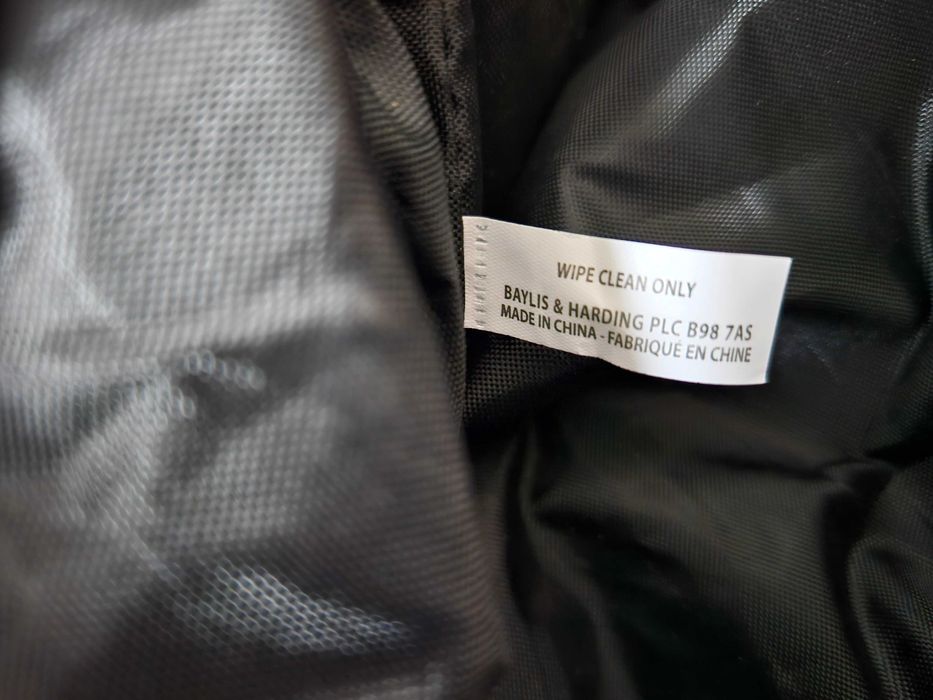 WIPE CLEAN ONLY
BAYLIS & HARDING PLC B98 7AS
MADE IN CHINA - FABRIQUÉ EN CHINE